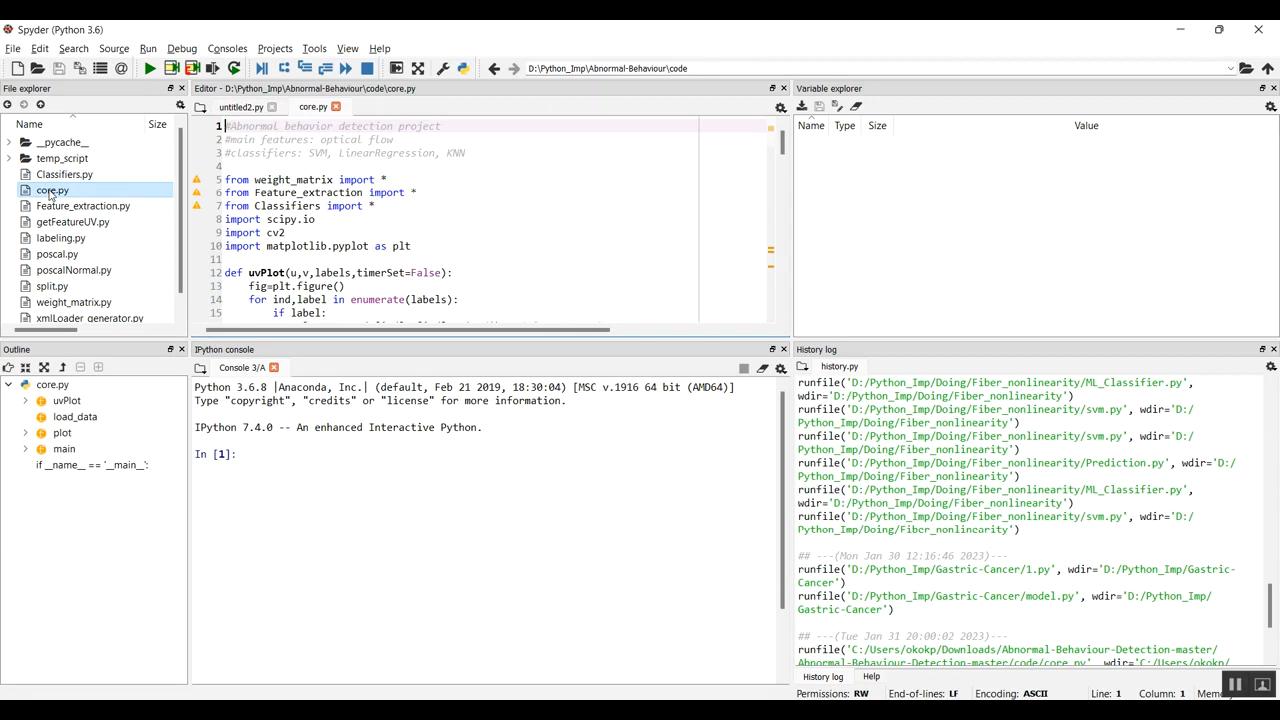 Spyder (Python 3.6)
File Edit Search Source Run Debug Consoles Projects Tools View Help
D:\Python_Imp\Abnormal-Behaviour\code
File explorer
Name Size
__pycache__
temp_script
Classifiers.py
core.py
Feature_extraction.py
getFeatureUV.py
labeling.py
poscal.py
poscalNormal.py
split.py
weight_matrix.py
xmlLoader_generator.py
Editor - D:\Python_Imp\Abnormal-Behaviour\code\core.py
untitled2.py core.py
1 #Abnormal behavior detection project
2 #main features: optical flow
3 #classifiers: SVM, LinearRegression, KNN
4
5 from weight_matrix import *
6 from Feature_extraction import *
7 from Classifiers import *
8 import scipy.io
9 import cv2
10 import matplotlib.pyplot as plt
11
12 def uvPlot(u,v,labels,timerSet=False):
13 fig=plt.figure()
14 for ind,label in enumerate(labels):
15 if label:
Variable explorer
Name Type Size Value
Outline
core.py
uvPlot
load_data
plot
main
if __name__ == '__main__':
IPython console
Console 3/A
Python 3.6.8 |Anaconda, Inc.| (default, Feb 21 2019, 18:30:04) [MSC v.1916 64 bit (AMD64)]
Type "copyright", "credits" or "license" for more information.
IPython 7.4.0 -- An enhanced Interactive Python.
In [1]:
History log
history.py
runfile('D:/Python_Imp/Doing/Fiber_nonlinearity/ML_Classifier.py',
wdir='D:/Python_Imp/Doing/Fiber_nonlinearity')
runfile('D:/Python_Imp/Doing/Fiber_nonlinearity/svm.py', wdir='D:/
Python_Imp/Doing/Fiber_nonlinearity')
runfile('D:/Python_Imp/Doing/Fiber_nonlinearity/svm.py', wdir='D:/
Python_Imp/Doing/Fiber_nonlinearity')
runfile('D:/Python_Imp/Doing/Fiber_nonlinearity/Prediction.py', wdir='D:/
Python_Imp/Doing/Fiber_nonlinearity')
runfile('D:/Python_Imp/Doing/Fiber_nonlinearity/ML_Classifier.py',
wdir='D:/Python_Imp/Doing/Fiber_nonlinearity')
runfile('D:/Python_Imp/Doing/Fiber_nonlinearity/svm.py', wdir='D:/
Python_Imp/Doing/Fiber_nonlinearity')
## ---(Mon Jan 30 12:16:46 2023)---
runfile('D:/Python_Imp/Gastric-Cancer/1.py', wdir='D:/Python_Imp/Gastric-
Cancer')
runfile('D:/Python_Imp/Gastric-Cancer/model.py', wdir='D:/Python_Imp/
Gastric-Cancer')
## ---(Tue Jan 31 20:00:02 2023)---
runfile('C:/Users/okokp/Downloads/Abnormal-Behaviour-Detection-master/
Abnormal-Behaviour-Detection-master/code/core.py', wdir='C:/Users/okokp/
History log Help
Permissions: RW End-of-lines: LF Encoding: ASCII Line: 1 Column: 1